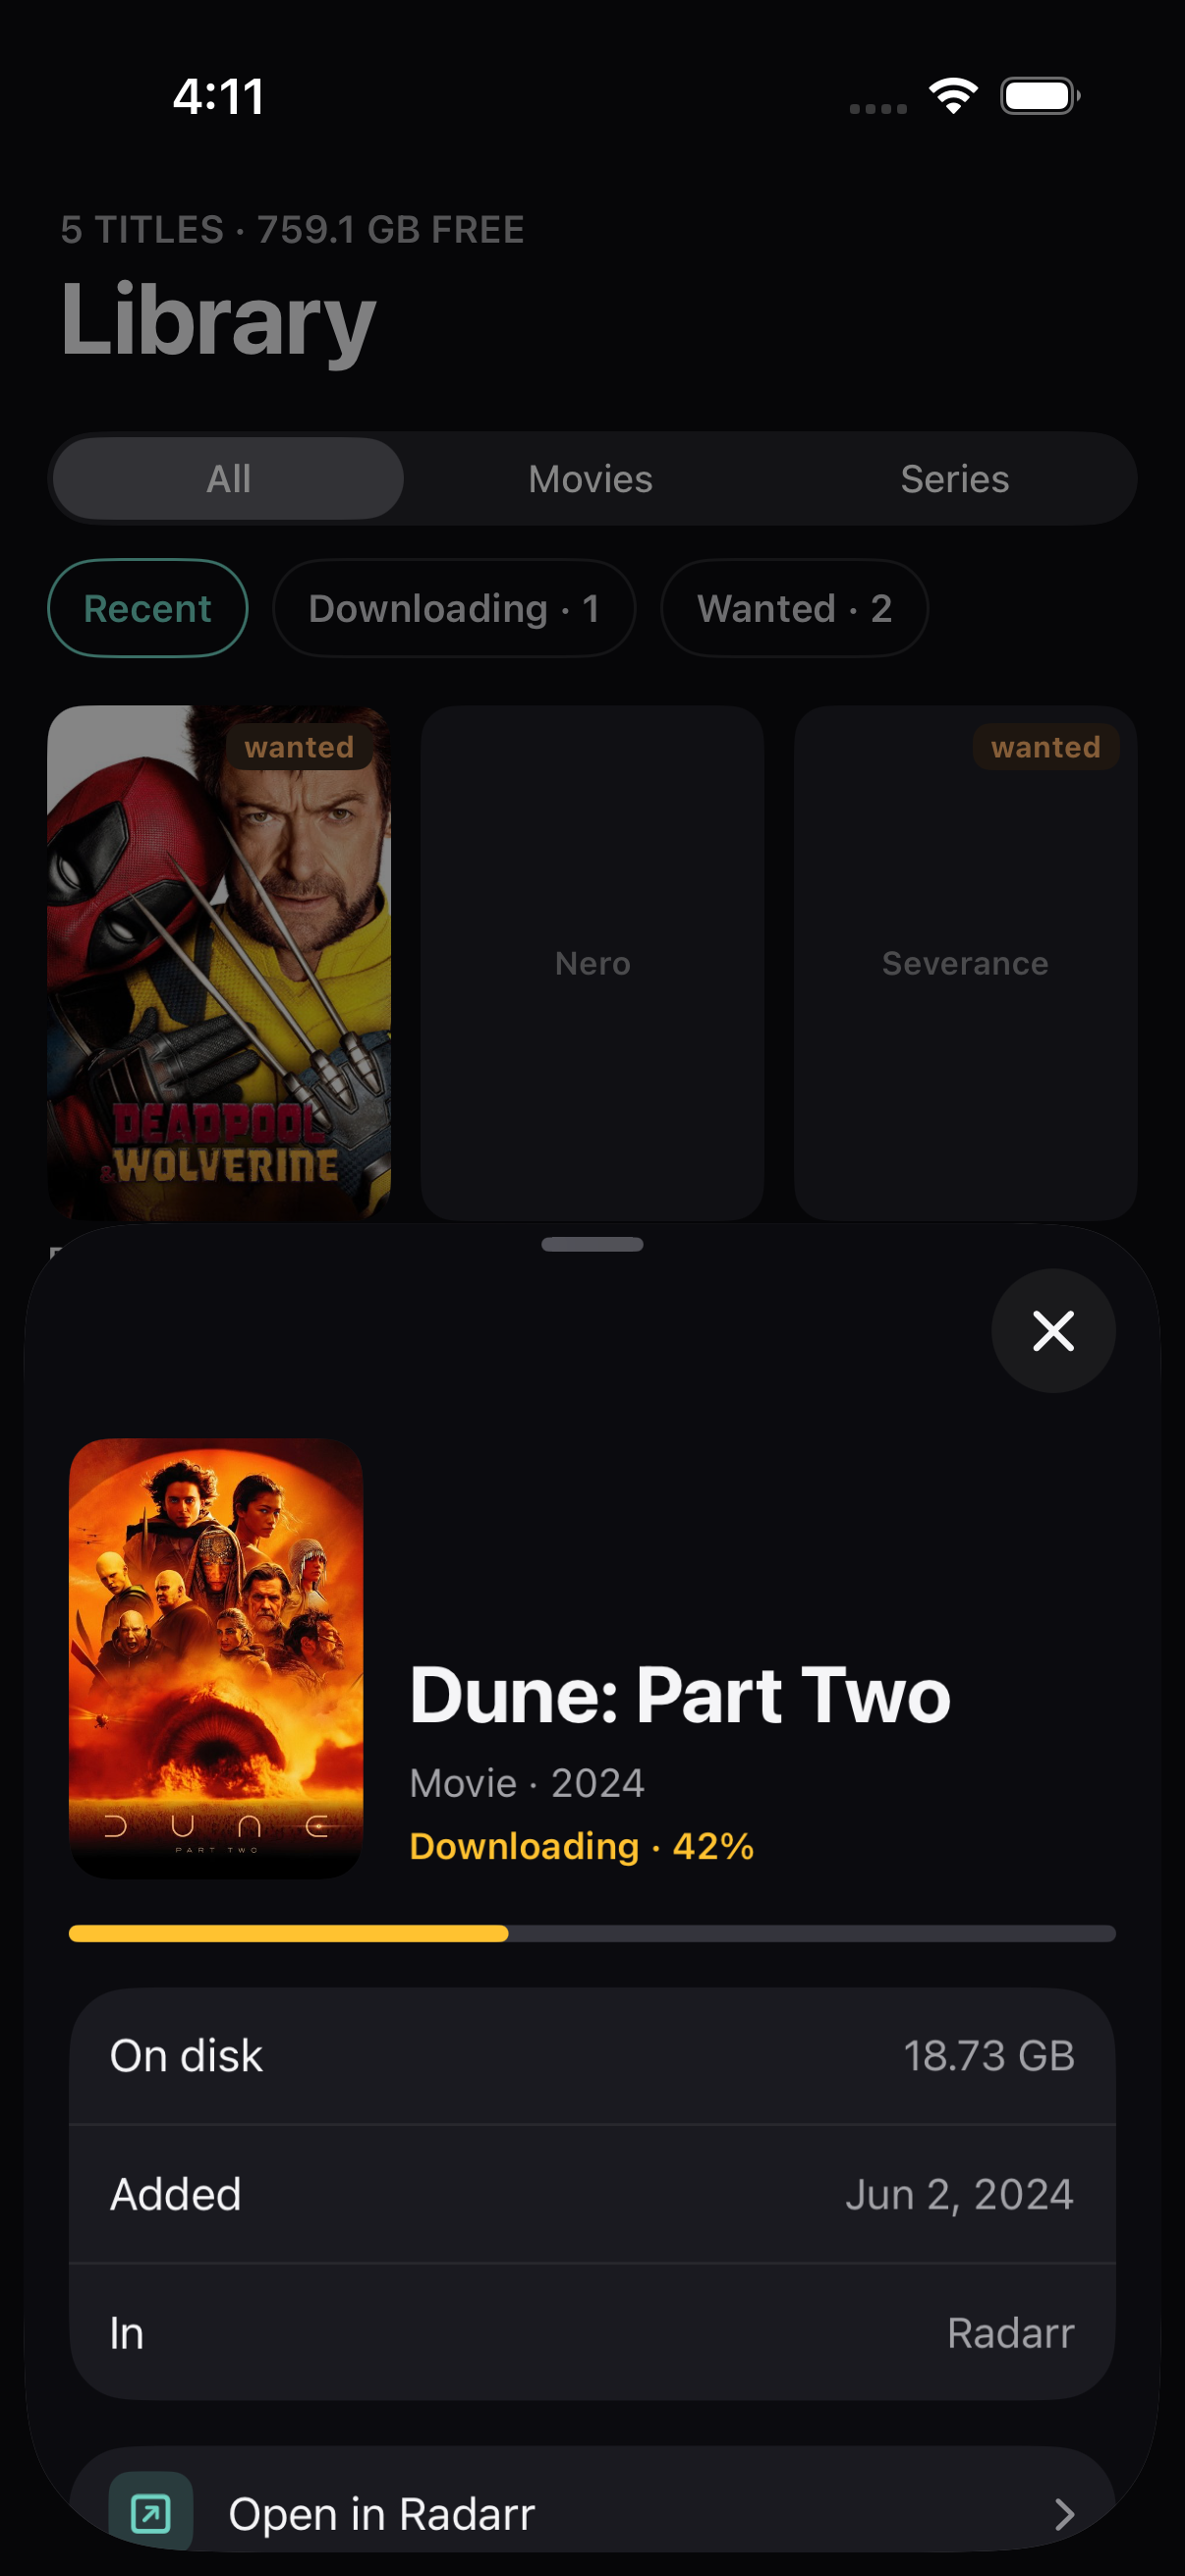 4:11
5 TITLES · 759.1 GB FREE
Library
All Movies Series
Recent Downloading · 1 Wanted · 2
wanted
wanted
Nero
Severance
DEADPOOL
&WOLVERINE
DUNE
PART TWO
Dune: Part Two
Movie · 2024
Downloading · 42%
On disk 18.73 GB
Added Jun 2, 2024
In Radarr
Open in Radarr